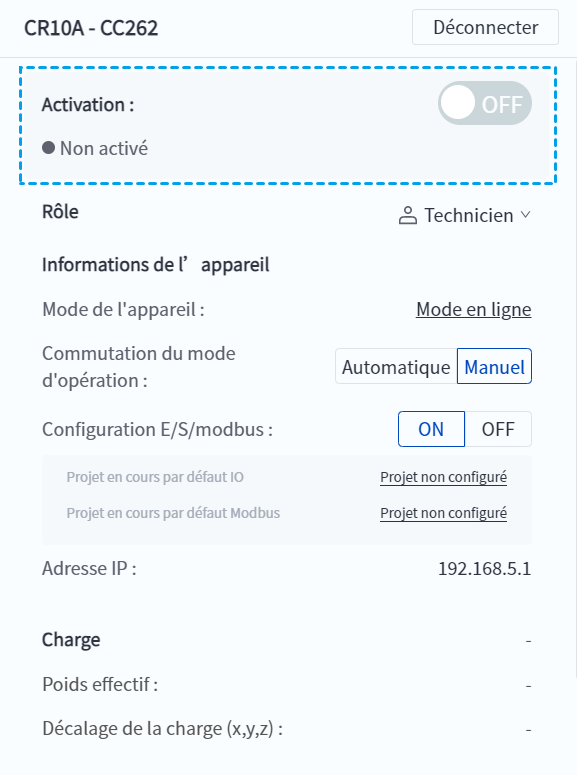 CR10A - CC262
Déconnecter
Activation :
OFF
Non activé
Rôle
Technicien
Informations de l’appareil
Mode de l'appareil :
Mode en ligne
Commutation du mode
d'opération :
Automatique
Manuel
Configuration E/S/modbus :
ON
OFF
Projet en cours par défaut IO
Projet non configuré
Projet en cours par défaut Modbus
Projet non configuré
Adresse IP :
192.168.5.1
Charge
-
Poids effectif :
-
Décalage de la charge (x,y,z) :
-